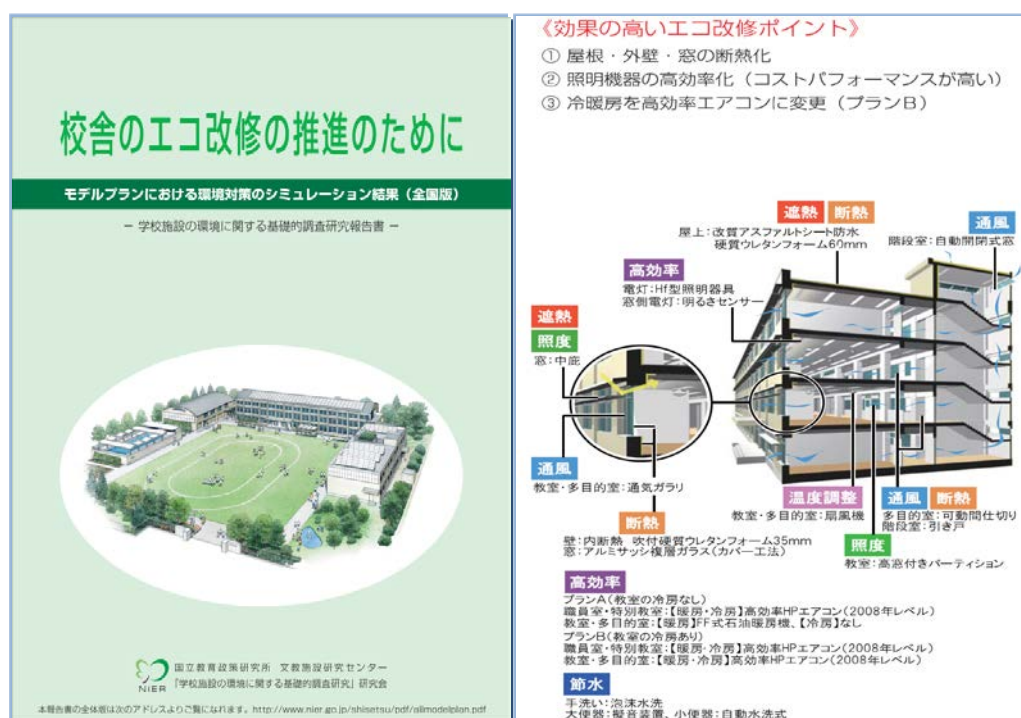 校舎のエコ改修の推進のために
モデルプランにおける環境対策のシミュレーション結果（全国版）
－ 学校施設の環境に関する基礎的調査研究報告書 －
NIER
国立教育政策研究所 文教施設研究センター
「学校施設の環境に関する基礎的調査研究」研究会
本報告書の全体版は次のアドレスよりご覧になれます。http://www.nier.go.jp/shisetsu/pdf/allmodelplan.pdf
《効果の高いエコ改修ポイント》
① 屋根・外壁・窓の断熱化
② 照明機器の高効率化（コストパフォーマンスが高い）
③ 冷暖房を高効率エアコンに変更（プランB）
遮熱 断熱
屋上：改質アスファルトシート防水
硬質ウレタンフォーム60mm
通風
階段室：自動開閉式窓
高効率
電灯：Hf型照明器具
窓側電灯：明るさセンサー
遮熱
照度
窓：中庇
通風
教室・多目的室：通気ガラリ
断熱
壁：内断熱 吹付硬質ウレタンフォーム35mm
窓：アルミサッシ複層ガラス（カバー工法）
温度調整
教室・多目的室：扇風機
通風 断熱
多目的室：可動間仕切り
階段室：引き戸
照度
教室：高窓付きパーティション
高効率
プランA（教室の冷房なし）
職員室・特別教室：【暖房・冷房】高効率HPエアコン（2008年レベル）
教室・多目的室：【暖房】FF式石油暖房機、【冷房】なし
プランB（教室の冷房あり）
職員室・特別教室：【暖房・冷房】高効率HPエアコン（2008年レベル）
教室・多目的室：【暖房・冷房】高効率HPエアコン（2008年レベル）
節水
手洗い：泡沫水洗
大便器：擬音装置、小便器：自動水洗式